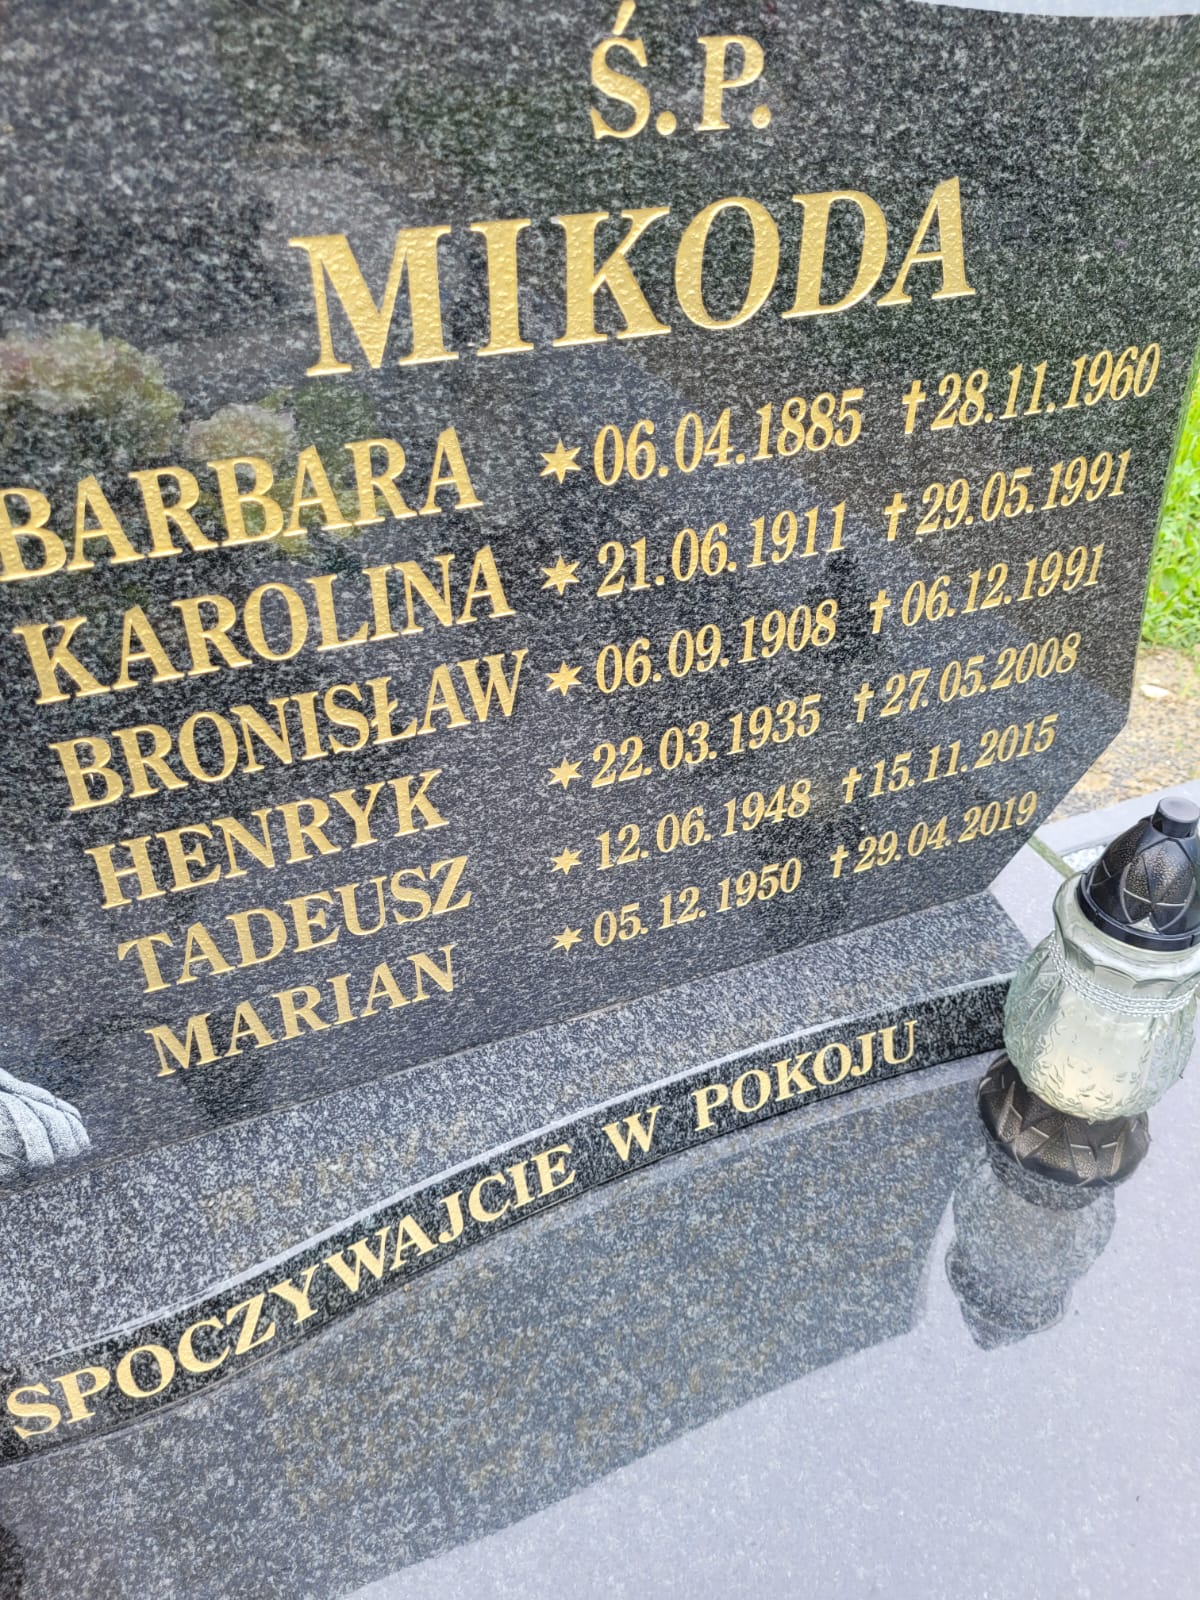 Ś.P.
MIKODA
BARBARA ✶ 06.04.1885 † 28.11.1960
KAROLINA ✶ 21.06.1911 † 29.05.1991
BRONISŁAW ✶ 06.09.1908 † 06.12.1991
HENRYK ✶ 22.03.1935 † 27.05.2008
TADEUSZ ✶ 12.06.1948 † 15.11.2015
MARIAN ✶ 05.12.1950 † 29.04.2019
SPOCZYWAJCIE W POKOJU